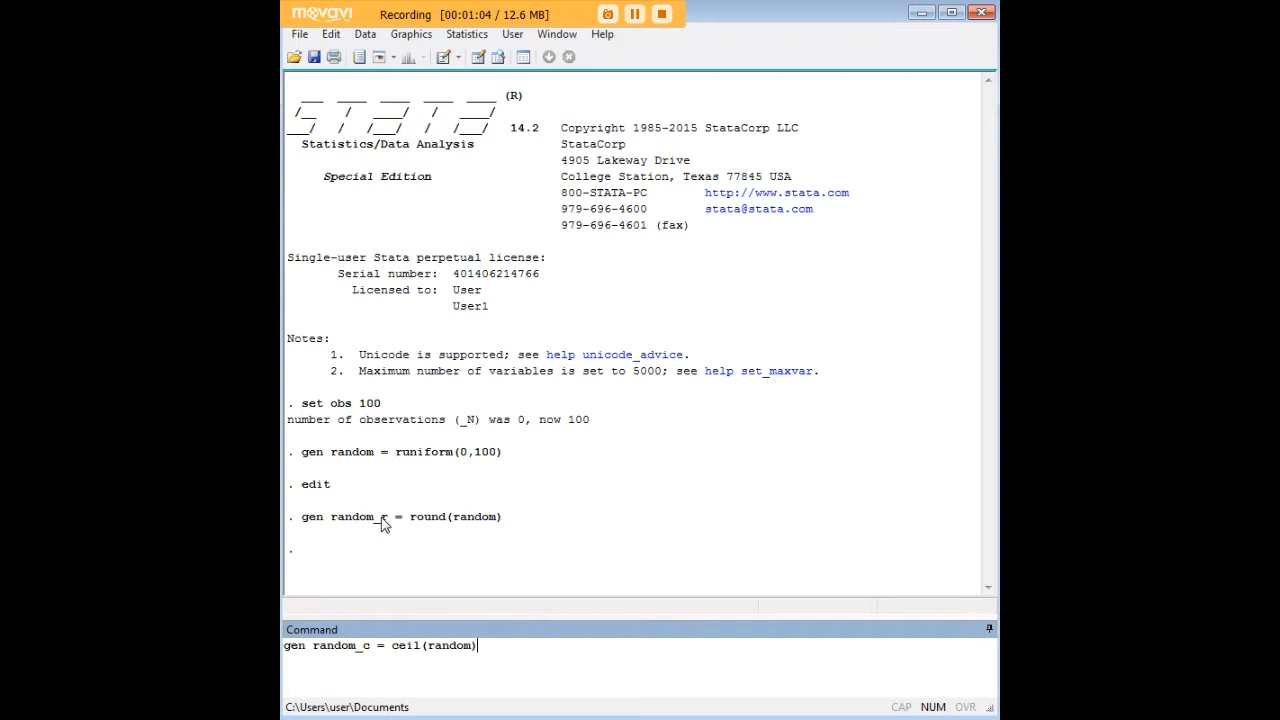 movavi Recording [00:01:04 / 12.6 MB]
File Edit Data Graphics Statistics User Window Help
(R)
14.2 Copyright 1985-2015 StataCorp LLC
Statistics/Data Analysis StataCorp
4905 Lakeway Drive
Special Edition College Station, Texas 77845 USA
800-STATA-PC http://www.stata.com
979-696-4600 stata@stata.com
979-696-4601 (fax)
Single-user Stata perpetual license:
Serial number: 401406214766
Licensed to: User
User1
Notes:
1. Unicode is supported; see help unicode_advice.
2. Maximum number of variables is set to 5000; see help set_maxvar.
. set obs 100
number of observations (_N) was 0, now 100
. gen random = runiform(0,100)
. edit
. gen random_r = round(random)
.
Command
gen random_c = ceil(random)
C:\Users\user\Documents CAP NUM OVR